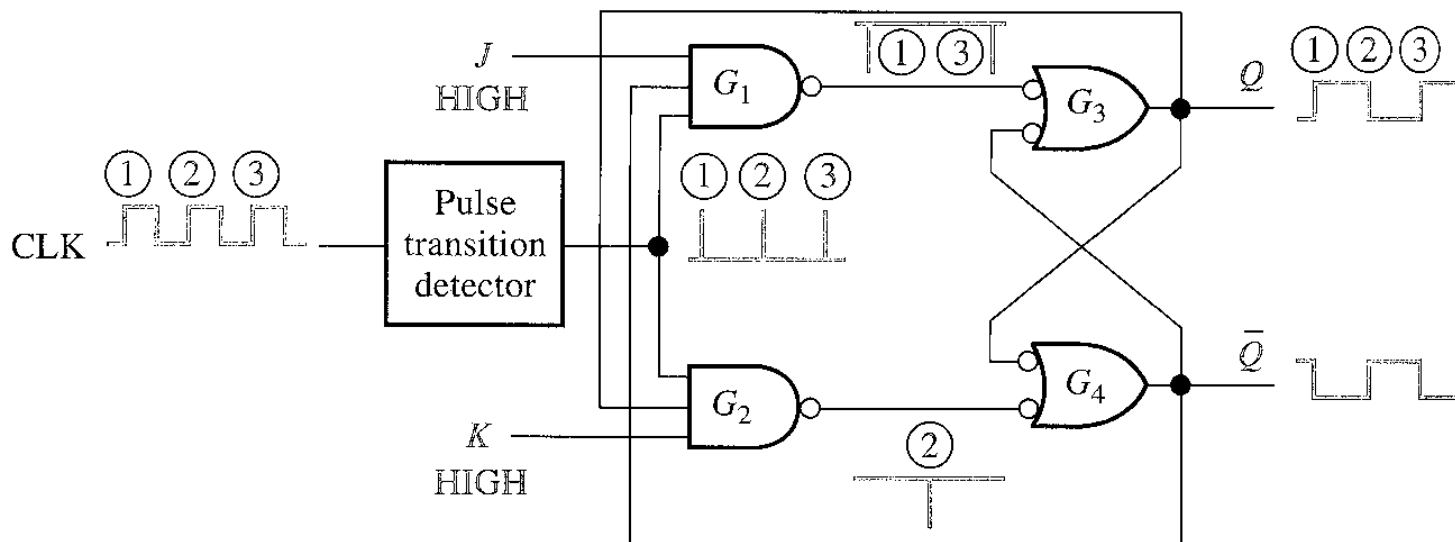 J
HIGH
G1
① ③
G3
Q
① ② ③
① ② ③
CLK
Pulse
transition
detector
① ② ③
K
HIGH
G2
②
G4
Q̅